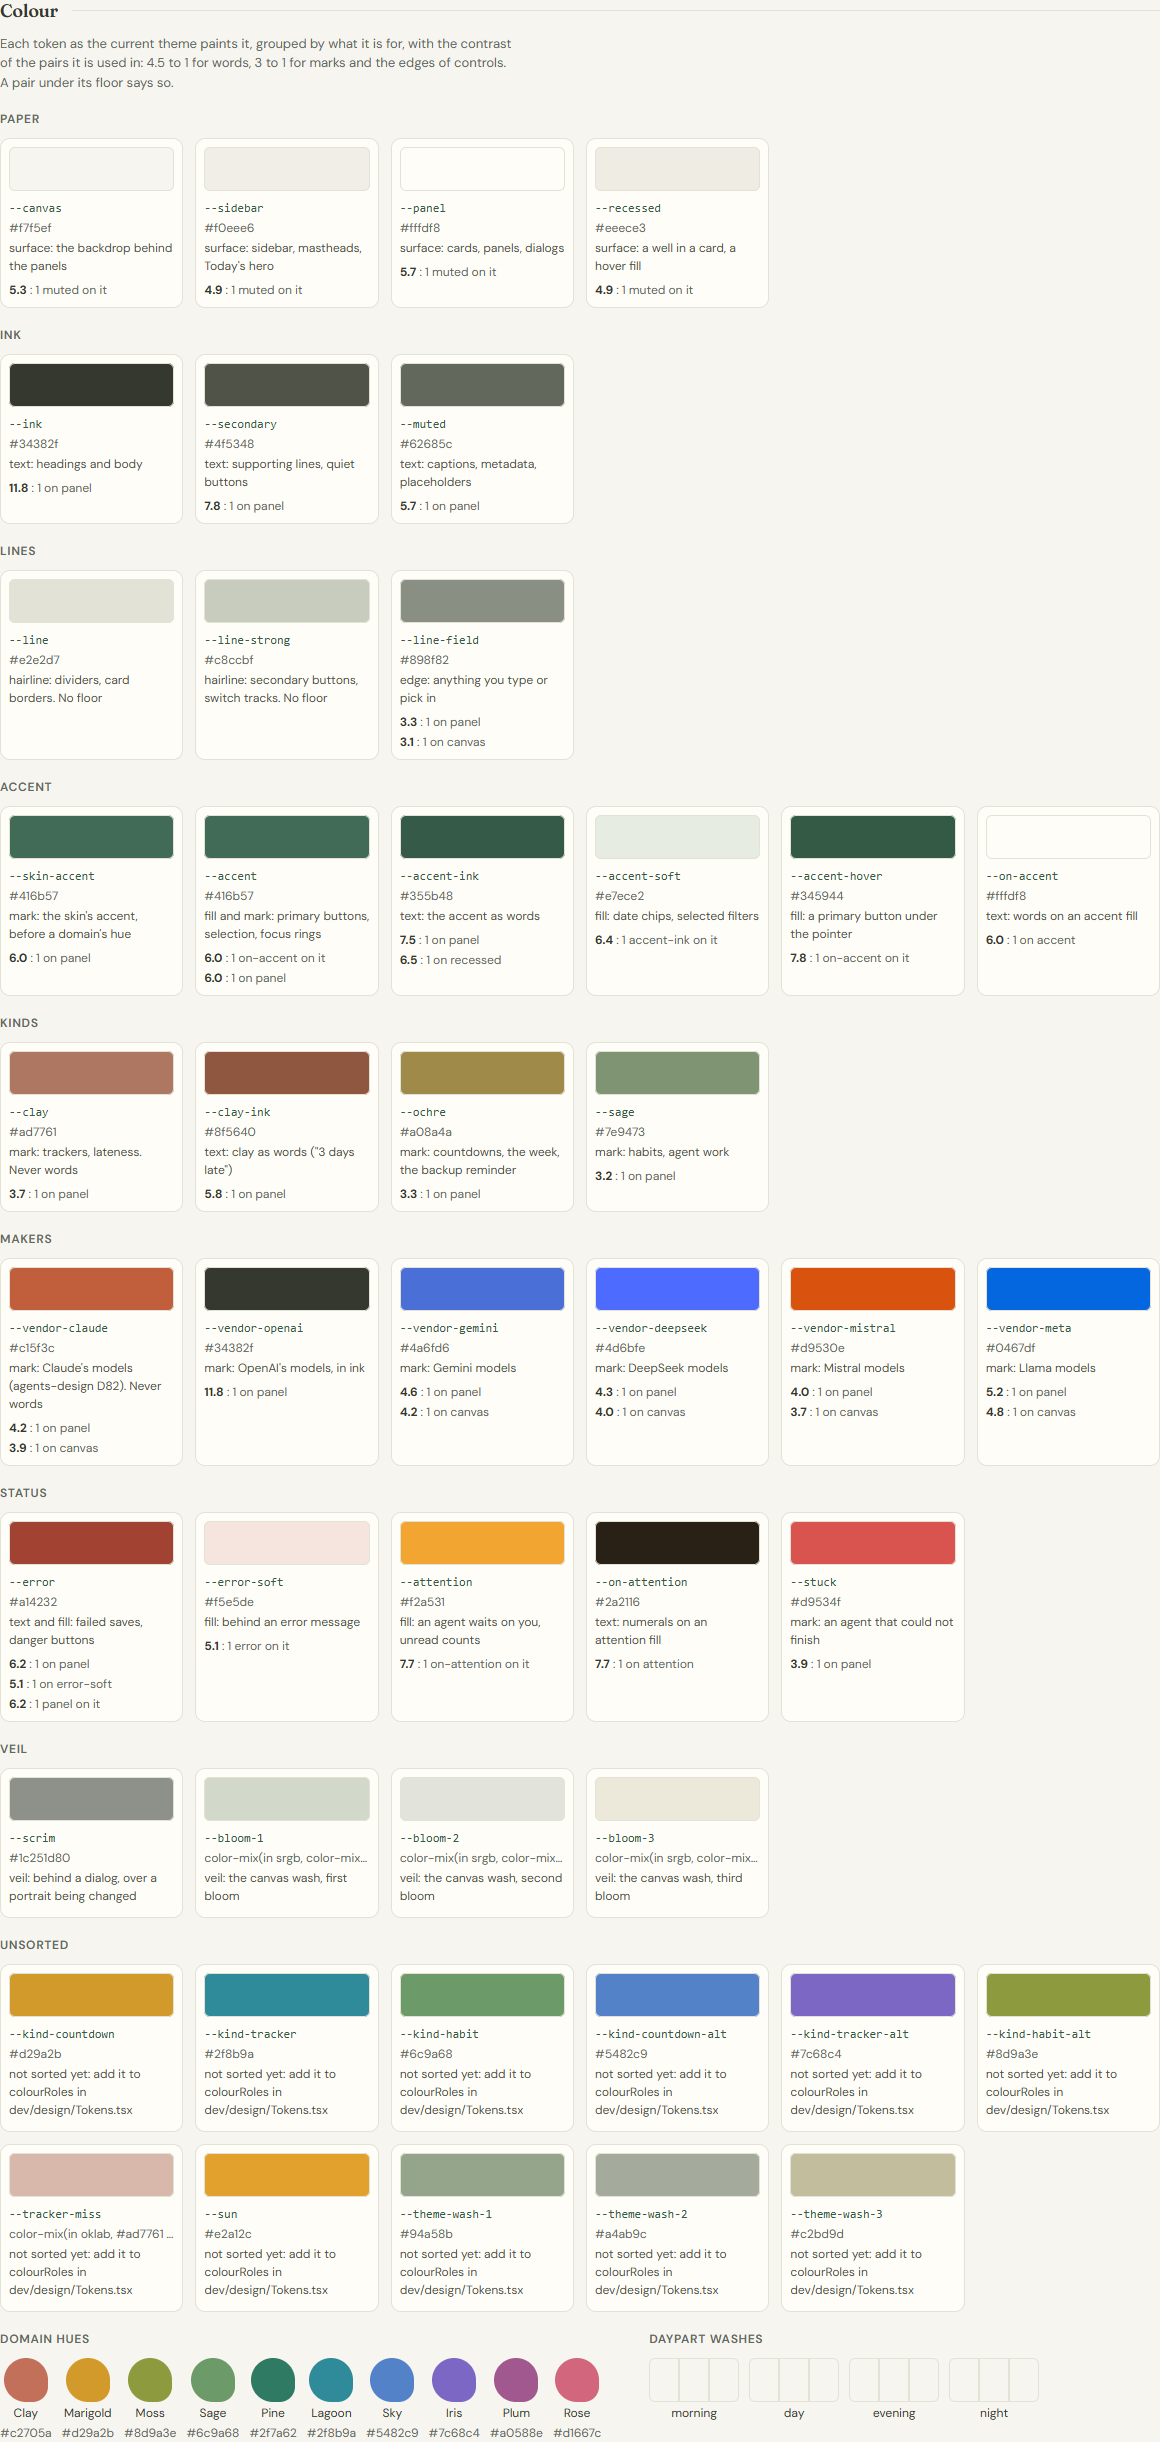 Colour
Each token as the current theme paints it, grouped by what it is for, with the contrast
of the pairs it is used in: 4.5 to 1 for words, 3 to 1 for marks and the edges of controls.
A pair under its floor says so.
PAPER
--canvas
#f7f5ef
surface: the backdrop behind
the panels
5.3 : 1 muted on it
--sidebar
#f0eee6
surface: sidebar, mastheads,
Today's hero
4.9 : 1 muted on it
--panel
#fffdf8
surface: cards, panels, dialogs
5.7 : 1 muted on it
--recessed
#eeece3
surface: a well in a card, a
hover fill
4.9 : 1 muted on it
INK
--ink
#34382f
text: headings and body
11.8 : 1 on panel
--secondary
#4f5348
text: supporting lines, quiet
buttons
7.8 : 1 on panel
--muted
#62685c
text: captions, metadata,
placeholders
5.7 : 1 on panel
LINES
--line
#e2e2d7
hairline: dividers, card
borders. No floor
--line-strong
#c8ccbf
hairline: secondary buttons,
switch tracks. No floor
--line-field
#898f82
edge: anything you type or
pick in
3.3 : 1 on panel
3.1 : 1 on canvas
ACCENT
--skin-accent
#416b57
mark: the skin's accent,
before a domain's hue
6.0 : 1 on panel
--accent
#416b57
fill and mark: primary buttons,
selection, focus rings
6.0 : 1 on-accent on it
6.0 : 1 on panel
--accent-ink
#355b48
text: the accent as words
7.5 : 1 on panel
6.5 : 1 on recessed
--accent-soft
#e7ece2
fill: date chips, selected filters
6.4 : 1 accent-ink on it
--accent-hover
#345944
fill: a primary button under
the pointer
7.8 : 1 on-accent on it
--on-accent
#fffdf8
text: words on an accent fill
6.0 : 1 on accent
KINDS
--clay
#ad7761
mark: trackers, lateness.
Never words
3.7 : 1 on panel
--clay-ink
#8f5640
text: clay as words ("3 days
late")
5.8 : 1 on panel
--ochre
#a08a4a
mark: countdowns, the week,
the backup reminder
3.3 : 1 on panel
--sage
#7e9473
mark: habits, agent work
3.2 : 1 on panel
MAKERS
--vendor-claude
#c15f3c
mark: Claude's models
(agents-design D82). Never
words
4.2 : 1 on panel
3.9 : 1 on canvas
--vendor-openai
#34382f
mark: OpenAI's models, in ink
11.8 : 1 on panel
--vendor-gemini
#4a6fd6
mark: Gemini models
4.6 : 1 on panel
4.2 : 1 on canvas
--vendor-deepseek
#4d6bfe
mark: DeepSeek models
4.3 : 1 on panel
4.0 : 1 on canvas
--vendor-mistral
#d9530e
mark: Mistral models
4.0 : 1 on panel
3.7 : 1 on canvas
--vendor-meta
#0467df
mark: Llama models
5.2 : 1 on panel
4.8 : 1 on canvas
STATUS
--error
#a14232
text and fill: failed saves,
danger buttons
6.2 : 1 on panel
5.1 : 1 on error-soft
6.2 : 1 panel on it
--error-soft
#f5e5de
fill: behind an error message
5.1 : 1 error on it
--attention
#f2a531
fill: an agent waits on you,
unread counts
7.7 : 1 on-attention on it
--on-attention
#2a2116
text: numerals on an
attention fill
7.7 : 1 on attention
--stuck
#d9534f
mark: an agent that could not
finish
3.9 : 1 on panel
VEIL
--scrim
#1c251d80
veil: behind a dialog, over a
portrait being changed
--bloom-1
color-mix(in srgb, color-mix...
veil: the canvas wash, first
bloom
--bloom-2
color-mix(in srgb, color-mix...
veil: the canvas wash, second
bloom
--bloom-3
color-mix(in srgb, color-mix...
veil: the canvas wash, third
bloom
UNSORTED
--kind-countdown
#d29a2b
not sorted yet: add it to
colourRoles in
dev/design/Tokens.tsx
--kind-tracker
#2f8b9a
not sorted yet: add it to
colourRoles in
dev/design/Tokens.tsx
--kind-habit
#6c9a68
not sorted yet: add it to
colourRoles in
dev/design/Tokens.tsx
--kind-countdown-alt
#5482c9
not sorted yet: add it to
colourRoles in
dev/design/Tokens.tsx
--kind-tracker-alt
#7c68c4
not sorted yet: add it to
colourRoles in
dev/design/Tokens.tsx
--kind-habit-alt
#8d9a3e
not sorted yet: add it to
colourRoles in
dev/design/Tokens.tsx
--tracker-miss
color-mix(in oklab, #ad7761 ...
not sorted yet: add it to
colourRoles in
dev/design/Tokens.tsx
--sun
#e2a12c
not sorted yet: add it to
colourRoles in
dev/design/Tokens.tsx
--theme-wash-1
#94a58b
not sorted yet: add it to
colourRoles in
dev/design/Tokens.tsx
--theme-wash-2
#a4ab9c
not sorted yet: add it to
colourRoles in
dev/design/Tokens.tsx
--theme-wash-3
#c2bd9d
not sorted yet: add it to
colourRoles in
dev/design/Tokens.tsx
DOMAIN HUES
Clay
#c2705a
Marigold
#d29a2b
Moss
#8d9a3e
Sage
#6c9a68
Pine
#2f7a62
Lagoon
#2f8b9a
Sky
#5482c9
Iris
#7c68c4
Plum
#a0588e
Rose
#d1667c
DAYPART WASHES
morning
day
evening
night